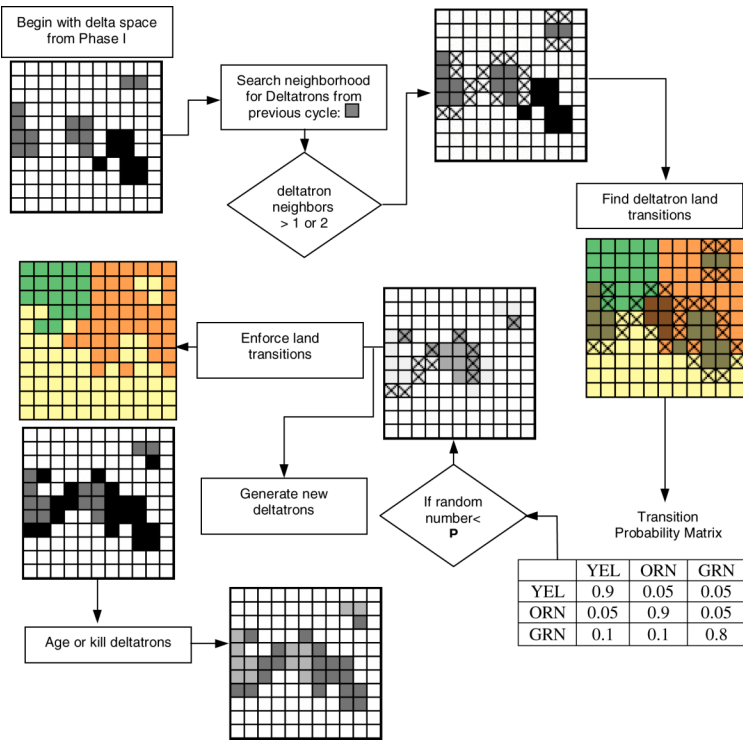 Begin with delta space
from Phase I
Search neighborhood
for Deltatrons from
previous cycle:
deltatron
neighbors
> 1 or 2
Find deltatron land
transitions
Enforce land
transitions
Generate new
deltatrons
If random
number<
P
Transition
Probability Matrix
YEL ORN GRN
YEL 0.9 0.05 0.05
ORN 0.05 0.9 0.05
GRN 0.1 0.1 0.8
Age or kill deltatrons